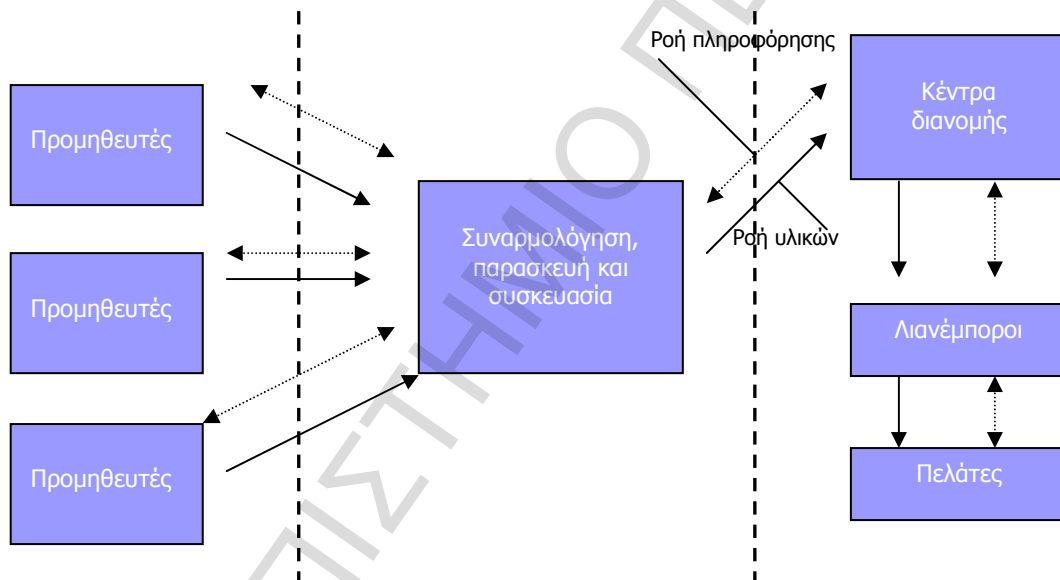 Ροή πληροφόρησης
Προμηθευτές
Κέντρα
διανομής
Συναρμολόγηση,
παρασκευή και
συσκευασία
Ροή υλικών
Προμηθευτές
Λιανέμποροι
Προμηθευτές
Πελάτες